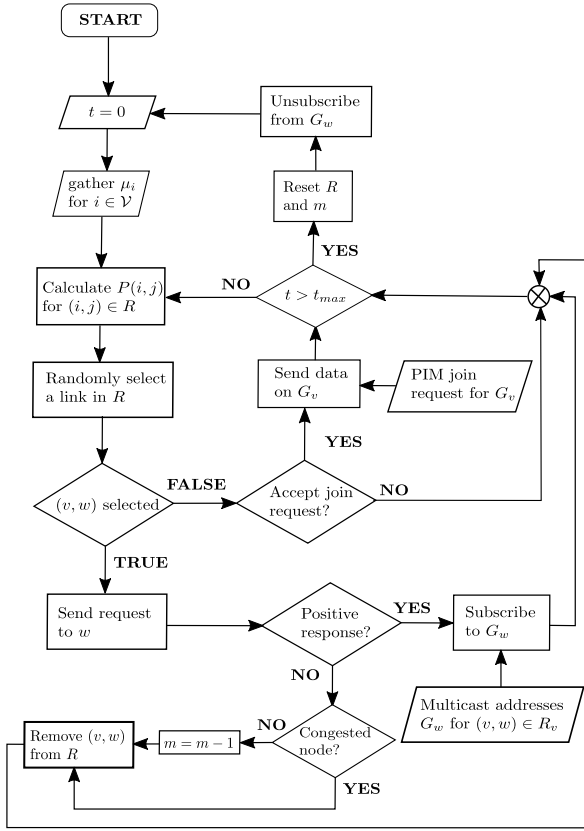 START
t = 0
Unsubscribe
from G_w
gather μ_i
for i ∈ 𝒱
Reset R
and m
YES
Calculate P(i, j)
for (i, j) ∈ R
NO
t > t_max
Randomly select
a link in R
Send data
on G_v
PIM join
request for G_v
YES
(v, w) selected
FALSE
Accept join
request?
NO
TRUE
Send request
to w
Positive
response?
YES
Subscribe
to G_w
NO
Multicast addresses
G_w for (v, w) ∈ R_v
Remove (v, w)
from R
m = m − 1
NO
Congested
node?
YES